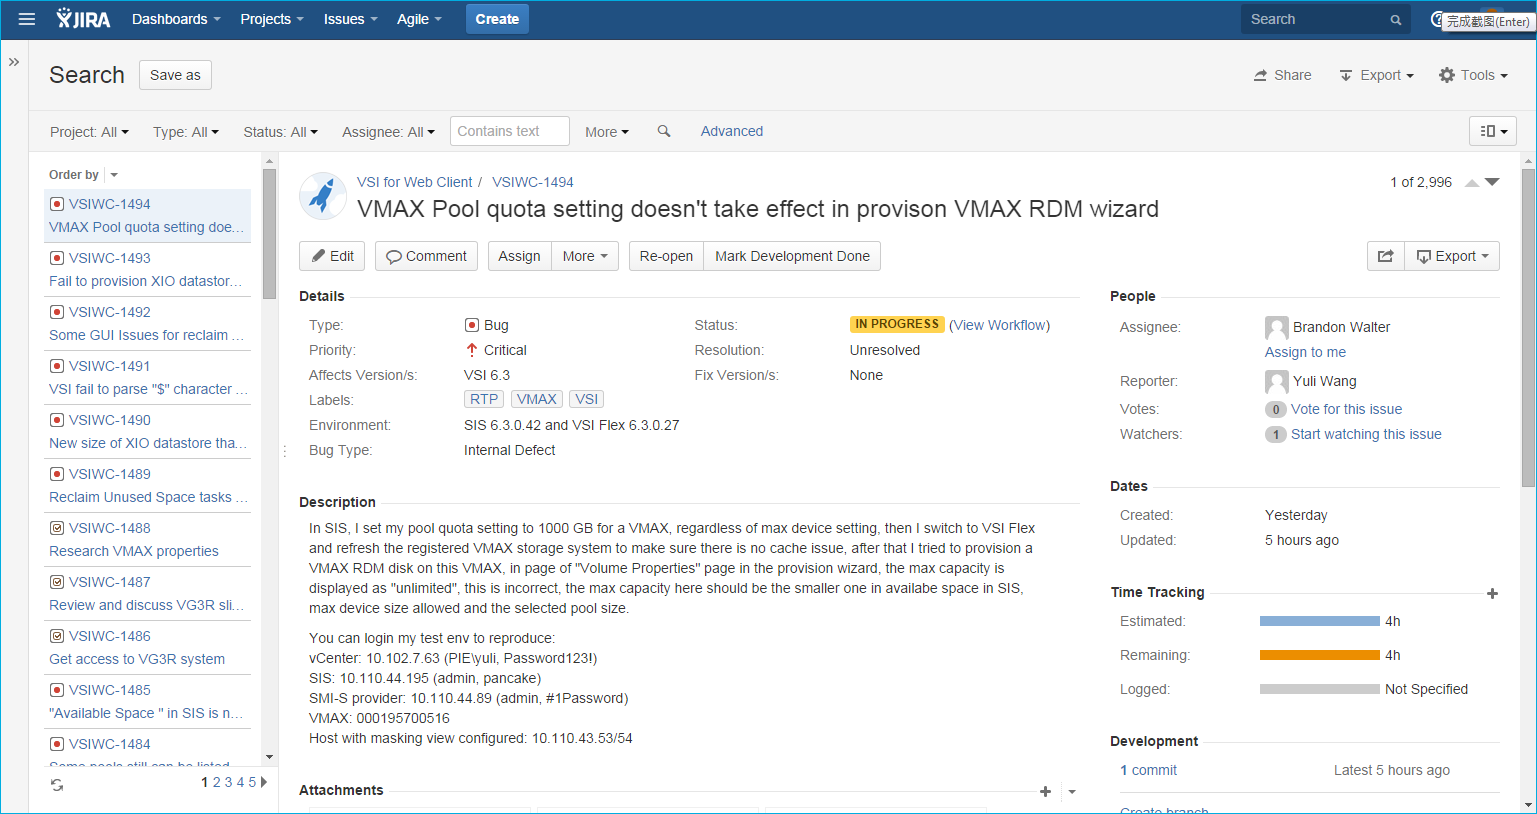 JIRA
Dashboards
Projects
Issues
Agile
Create
Search
完成截图(Enter)
Search
Save as
Share
Export
Tools
Project: All
Type: All
Status: All
Assignee: All
Contains text
More
Advanced
Order by
VSIWC-1494
VMAX Pool quota setting doe...
VSIWC-1493
Fail to provision XIO datastor...
VSIWC-1492
Some GUI Issues for reclaim ...
VSIWC-1491
VSI fail to parse "$" character ...
VSIWC-1490
New size of XIO datastore tha...
VSIWC-1489
Reclaim Unused Space tasks ...
VSIWC-1488
Research VMAX properties
VSIWC-1487
Review and discuss VG3R sli...
VSIWC-1486
Get access to VG3R system
VSIWC-1485
"Available Space " in SIS is n...
VSIWC-1484
Some pools still can be listed
1 2 3 4 5
VSI for Web Client / VSIWC-1494
1 of 2,996
VMAX Pool quota setting doesn't take effect in provison VMAX RDM wizard
Edit
Comment
Assign
More
Re-open
Mark Development Done
Export
Details
Type: Bug
Status: IN PROGRESS (View Workflow)
Priority: Critical
Resolution: Unresolved
Affects Version/s: VSI 6.3
Fix Version/s: None
Labels: RTP VMAX VSI
Environment: SIS 6.3.0.42 and VSI Flex 6.3.0.27
Bug Type: Internal Defect
Description
In SIS, I set my pool quota setting to 1000 GB for a VMAX, regardless of max device setting, then I switch to VSI Flex
and refresh the registered VMAX storage system to make sure there is no cache issue, after that I tried to provision a
VMAX RDM disk on this VMAX, in page of "Volume Properties" page in the provision wizard, the max capacity is
displayed as "unlimited", this is incorrect, the max capacity here should be the smaller one in availabe space in SIS,
max device size allowed and the selected pool size.
You can login my test env to reproduce:
vCenter: 10.102.7.63 (PIE\yuli, Password123!)
SIS: 10.110.44.195 (admin, pancake)
SMI-S provider: 10.110.44.89 (admin, #1Password)
VMAX: 000195700516
Host with masking view configured: 10.110.43.53/54
Attachments
People
Assignee: Brandon Walter
Assign to me
Reporter: Yuli Wang
Votes: 0 Vote for this issue
Watchers: 1 Start watching this issue
Dates
Created: Yesterday
Updated: 5 hours ago
Time Tracking
Estimated: 4h
Remaining: 4h
Logged: Not Specified
Development
1 commit
Latest 5 hours ago
Create branch